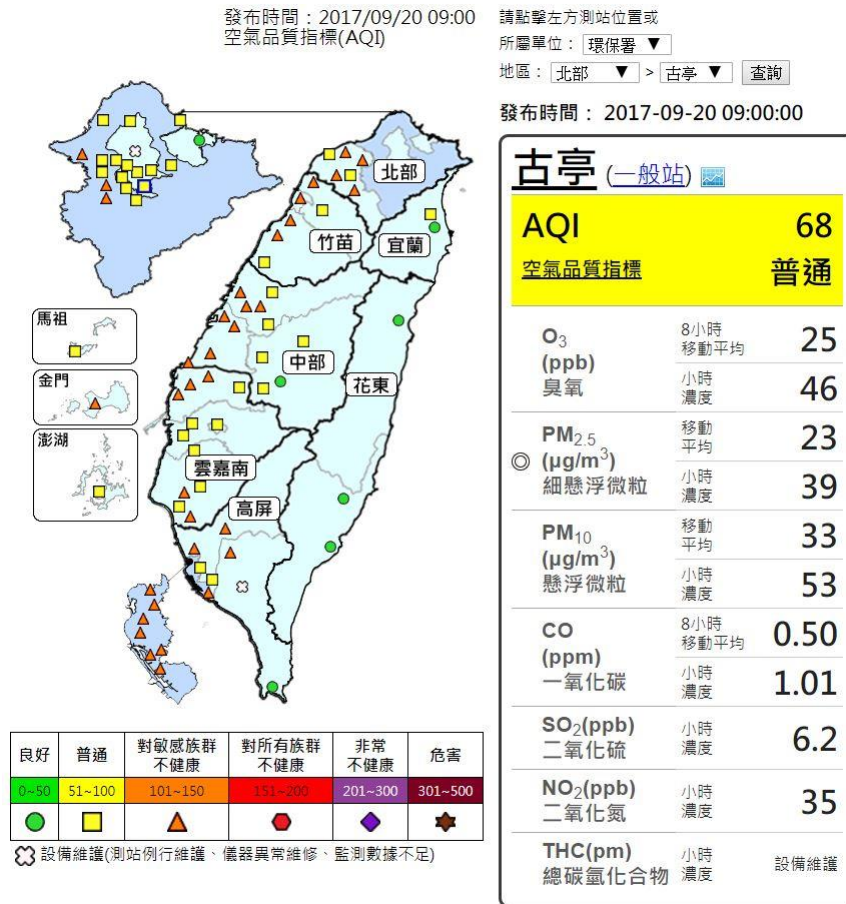 發布時間：2017/09/20 09:00
空氣品質指標(AQI)
請點擊左方測站位置或
所屬單位： 環保署 ▼
地區： 北部 ▼ > 古亭 ▼ 查詢
發布時間： 2017-09-20 09:00:00
北部
竹苗
宜蘭
中部
花東
雲嘉南
高屏
馬祖
金門
澎湖
良好 普通 對敏感族群不健康 對所有族群不健康 非常不健康 危害
0~50 51~100 101~150 151~200 201~300 301~500
設備維護(測站例行維護、儀器異常維修、監測數據不足)
古亭 (一般站)
AQI 68
空氣品質指標 普通
O3 (ppb) 臭氧
8小時移動平均 25
小時濃度 46
◎ PM2.5 (μg/m3) 細懸浮微粒
移動平均 23
小時濃度 39
PM10 (μg/m3) 懸浮微粒
移動平均 33
小時濃度 53
CO (ppm) 一氧化碳
8小時移動平均 0.50
小時濃度 1.01
SO2(ppb) 二氧化硫
小時濃度 6.2
NO2(ppb) 二氧化氮
小時濃度 35
THC(pm) 總碳氫化合物
小時濃度 設備維護